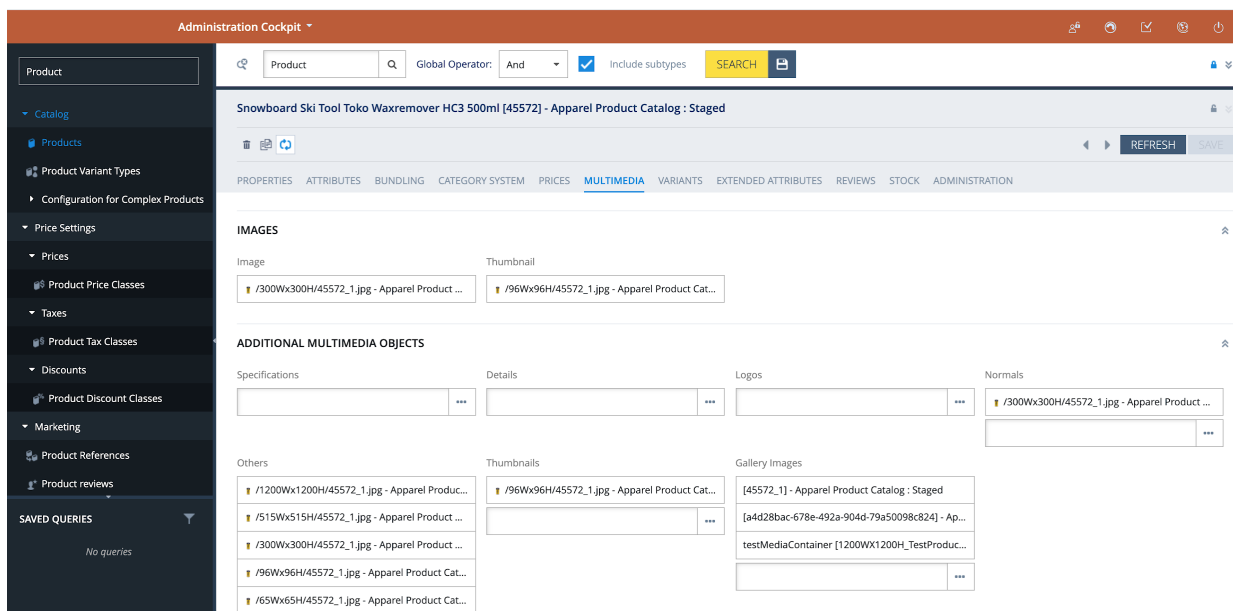 Administration Cockpit
Product
Catalog
Products
Product Variant Types
Configuration for Complex Products
Price Settings
Prices
Product Price Classes
Taxes
Product Tax Classes
Discounts
Product Discount Classes
Marketing
Product References
Product reviews
SAVED QUERIES
No queries
Product Global Operator: And Include subtypes SEARCH
Snowboard Ski Tool Toko Waxremover HC3 500ml [45572] - Apparel Product Catalog : Staged
REFRESH SAVE
PROPERTIES ATTRIBUTES BUNDLING CATEGORY SYSTEM PRICES MULTIMEDIA VARIANTS EXTENDED ATTRIBUTES REVIEWS STOCK ADMINISTRATION
IMAGES
Image Thumbnail
/300Wx300H/45572_1.jpg - Apparel Product ... /96Wx96H/45572_1.jpg - Apparel Product Cat...
ADDITIONAL MULTIMEDIA OBJECTS
Specifications Details Logos Normals
... ... ... /300Wx300H/45572_1.jpg - Apparel Product ...
...
Others Thumbnails Gallery Images
/1200Wx1200H/45572_1.jpg - Apparel Produc... /96Wx96H/45572_1.jpg - Apparel Product Cat... [45572_1] - Apparel Product Catalog : Staged
/515Wx515H/45572_1.jpg - Apparel Product ... ... [a4d28bac-678e-492a-904d-79a50098c824] - Ap...
/300Wx300H/45572_1.jpg - Apparel Product ... testMediaContainer [1200WX1200H_TestProduc...
/96Wx96H/45572_1.jpg - Apparel Product Cat... ...
/65Wx65H/45572_1.jpg - Apparel Product Cat...